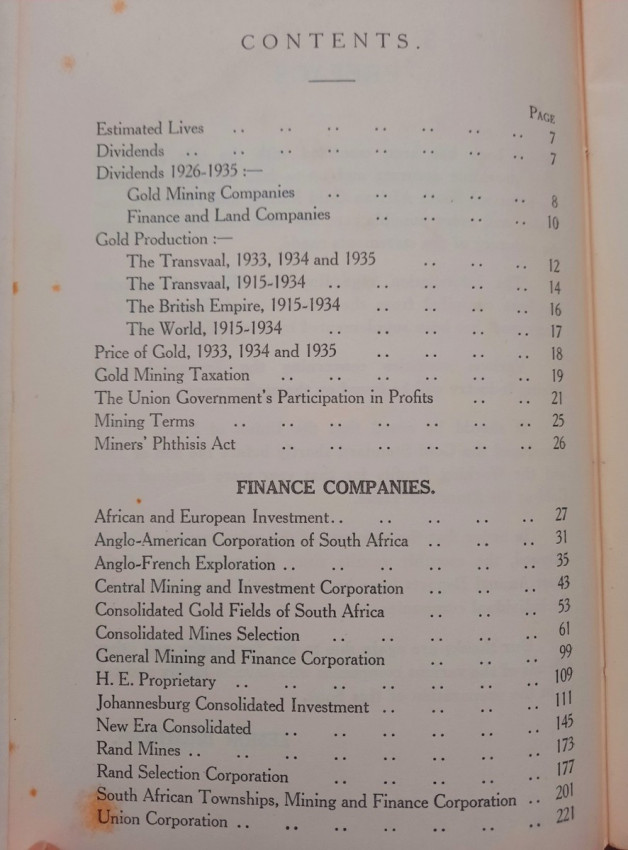 CONTENTS.
PAGE
Estimated Lives .. .. .. .. .. .. .. 7
Dividends .. .. .. .. .. .. .. .. 7
Dividends 1926-1935 :—
Gold Mining Companies .. .. .. .. .. 8
Finance and Land Companies .. .. .. .. 10
Gold Production :—
The Transvaal, 1933, 1934 and 1935 .. .. .. 12
The Transvaal, 1915-1934 .. .. .. .. .. 14
The British Empire, 1915-1934 .. .. .. .. 16
The World, 1915-1934 .. .. .. .. .. 17
Price of Gold, 1933, 1934 and 1935 .. .. .. .. 18
Gold Mining Taxation .. .. .. .. .. .. 19
The Union Government's Participation in Profits .. .. 21
Mining Terms .. .. .. .. .. .. .. 25
Miners' Phthisis Act .. .. .. .. .. .. 26
FINANCE COMPANIES.
African and European Investment .. .. .. .. .. 27
Anglo-American Corporation of South Africa .. .. .. 31
Anglo-French Exploration .. .. .. .. .. .. 35
Central Mining and Investment Corporation .. .. .. 43
Consolidated Gold Fields of South Africa .. .. .. 53
Consolidated Mines Selection .. .. .. .. .. 61
General Mining and Finance Corporation .. .. .. 99
H. E. Proprietary .. .. .. .. .. .. .. 109
Johannesburg Consolidated Investment .. .. .. .. 111
New Era Consolidated .. .. .. .. .. .. 145
Rand Mines .. .. .. .. .. .. .. .. 173
Rand Selection Corporation .. .. .. .. .. 177
South African Townships, Mining and Finance Corporation .. 201
Union Corporation .. .. .. .. .. .. .. 221